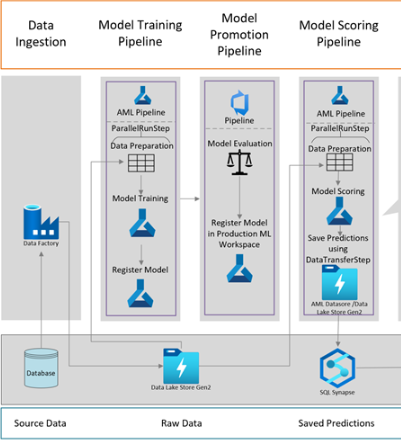 Data
Ingestion
Model Training
Pipeline
Model
Promotion
Pipeline
Model Scoring
Pipeline
AML Pipeline
ParallelRunStep
Data Preparation
Model Training
Register Model
Pipeline
Model Evaluation
Register Model
in Production ML
Workspace
AML Pipeline
ParallelRunStep
Data Preparation
Model Scoring
Save Predictions
using
DataTransferStep
AML Datasore /Data
Lake Store Gen2
Data Factory
Database
Data Lake Store Gen2
SQL Synapse
Source Data
Raw Data
Saved Predictions